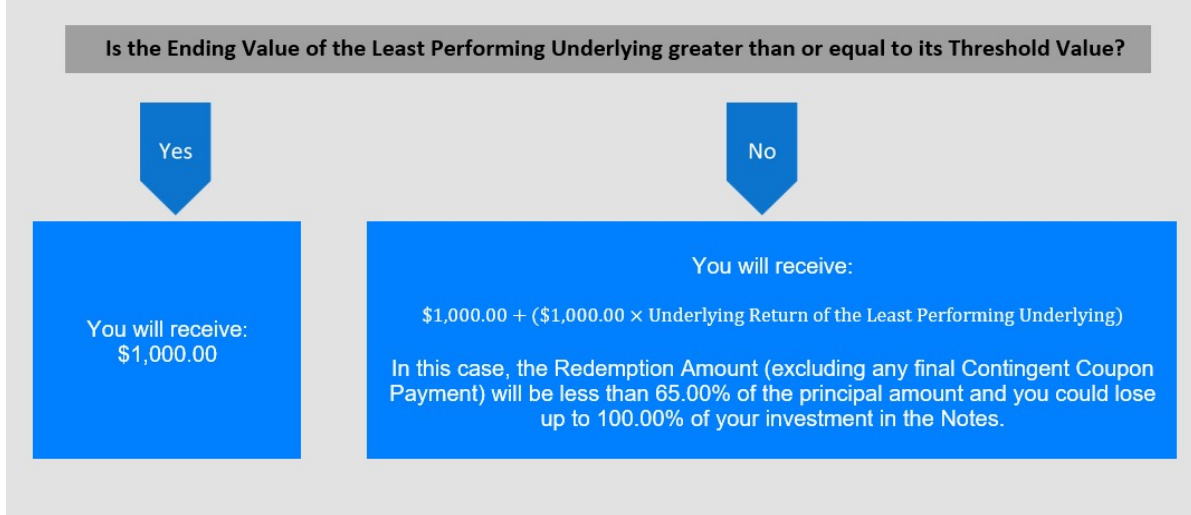 Is the Ending Value of the Least Performing Underlying greater than or equal to its Threshold Value?
Yes
No
You will receive:
$1,000.00
You will receive:
$1,000.00 + ($1,000.00 × Underlying Return of the Least Performing Underlying)
In this case, the Redemption Amount (excluding any final Contingent Coupon
Payment) will be less than 65.00% of the principal amount and you could lose
up to 100.00% of your investment in the Notes.